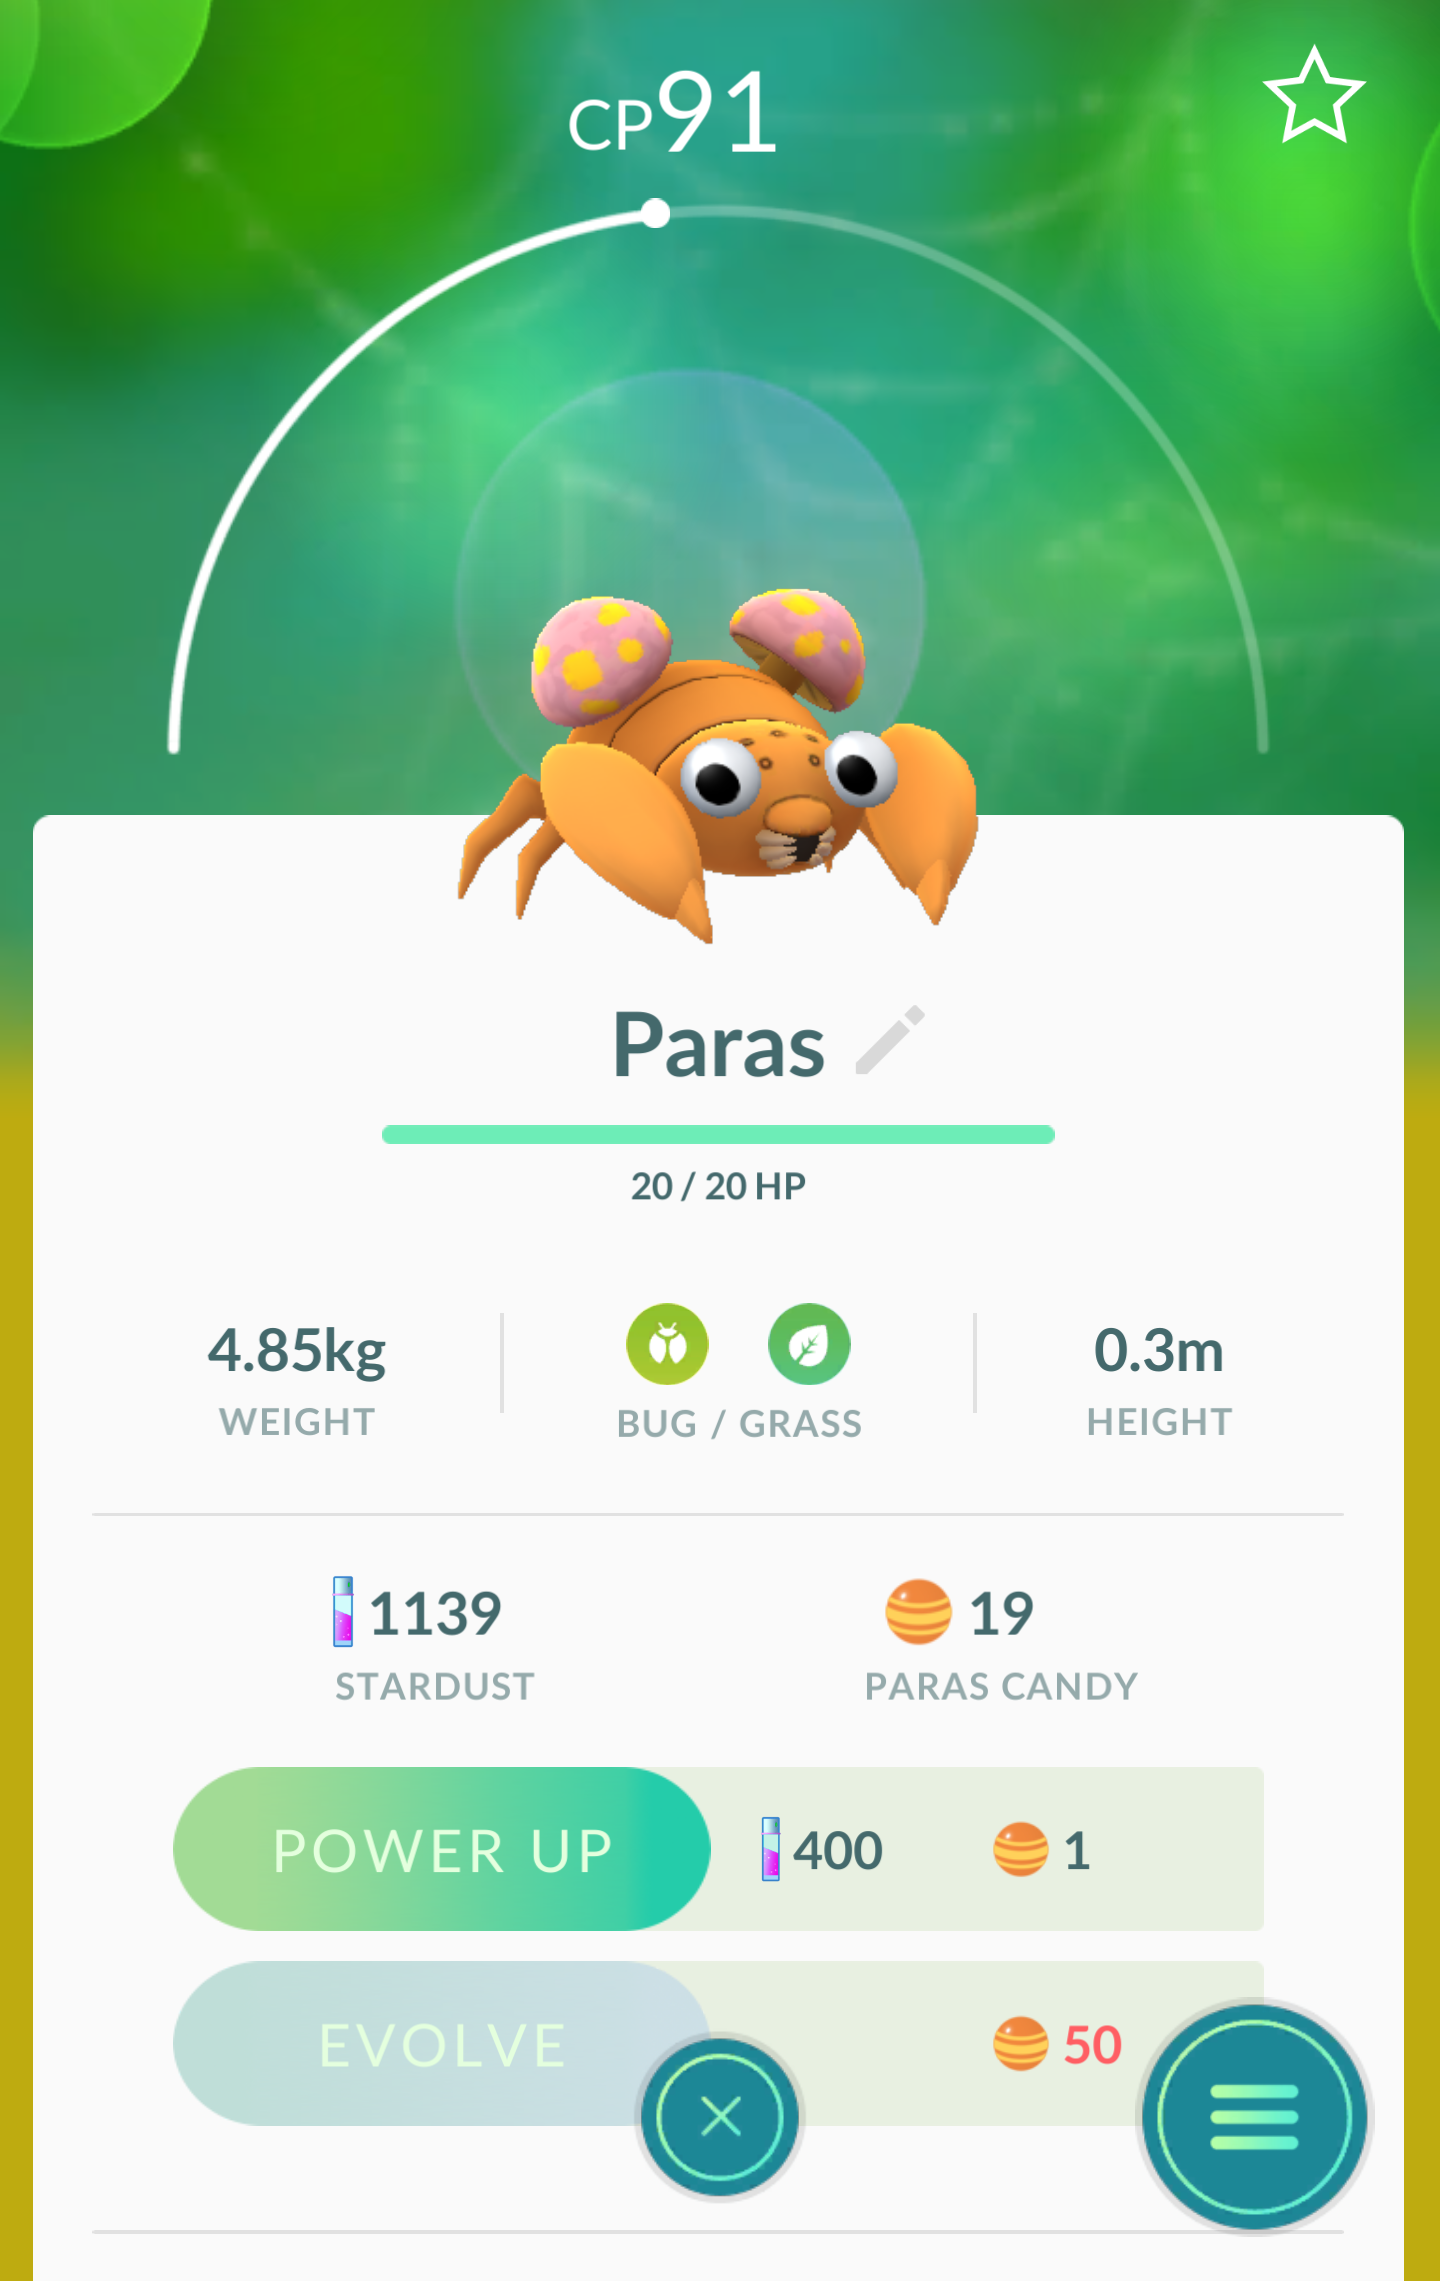 CP91
Paras
20 / 20 HP
4.85kg
WEIGHT
BUG / GRASS
0.3m
HEIGHT
1139
STARDUST
19
PARAS CANDY
POWER UP 400 1
EVOLVE 50